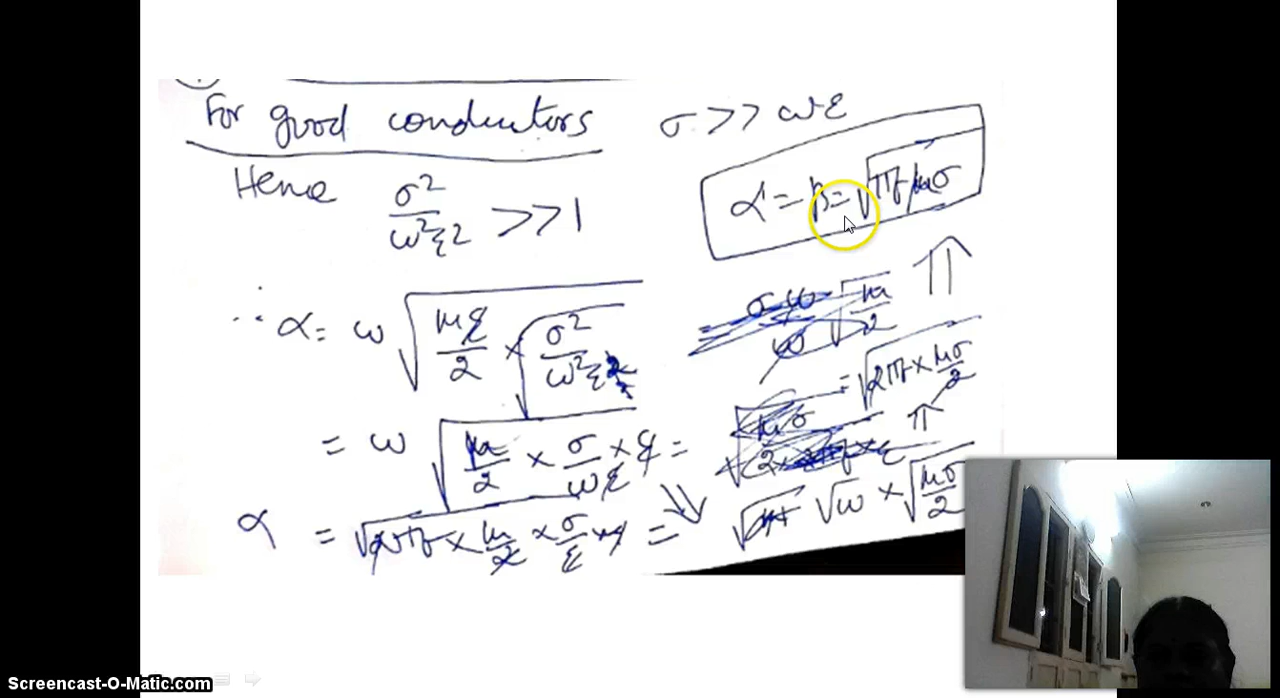 For good conductors σ >> ωε
Hence σ²/ω²ε² >> 1
α = β = √πfμσ
∴ α = ω √(με/2 × √(σ²/ω²ε²))
= ω √(μ/2 × σ/ωε × ε) =
= √(2πf × μσ/2)
α = √(2πf × μ/2 × σ/ε × ε) = √ω × √(μσ/2)
Screencast-O-Matic.com